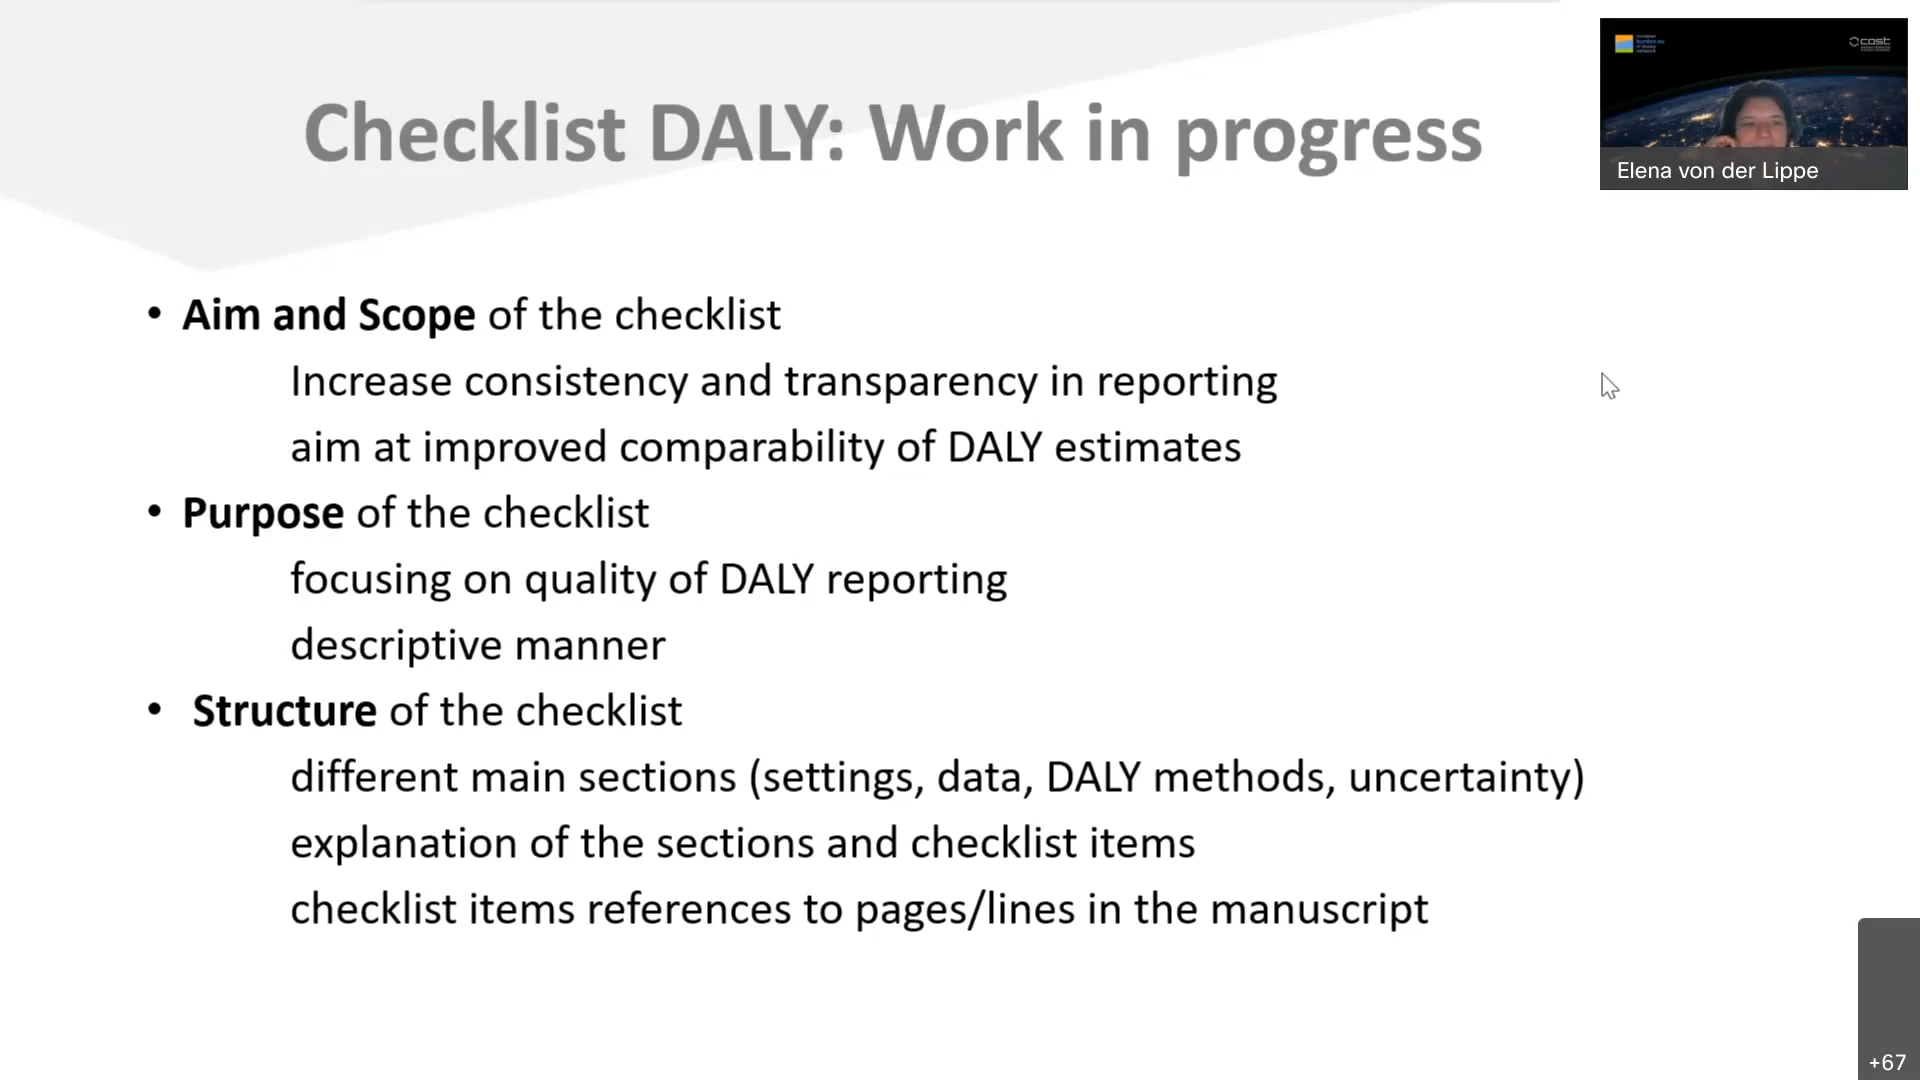 Checklist DALY: Work in progress
Elena von der Lippe
cost
• Aim and Scope of the checklist
Increase consistency and transparency in reporting
aim at improved comparability of DALY estimates
• Purpose of the checklist
focusing on quality of DALY reporting
descriptive manner
• Structure of the checklist
different main sections (settings, data, DALY methods, uncertainty)
explanation of the sections and checklist items
checklist items references to pages/lines in the manuscript
+67